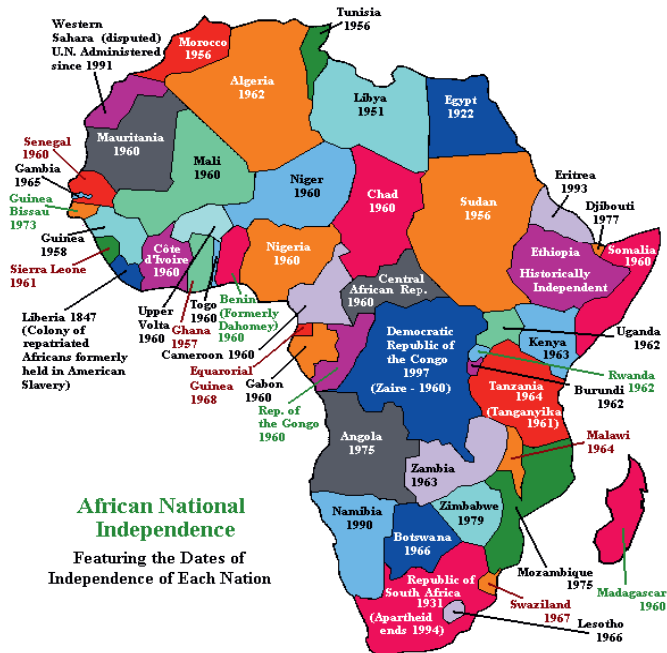 Western
Sahara (disputed)
U.N. Administered
since 1991
Morocco
1956
Tunisia
1956
Algeria
1962
Libya
1951
Egypt
1922
Mauritania
1960
Mali
1960
Niger
1960
Chad
1960
Sudan
1956
Eritrea
1993
Djibouti
1977
Senegal
1960
Gambia
1965
Guinea
Bissau
1973
Guinea
1958
Sierra Leone
1961
Liberia 1847
(Colony of
repatriated
Africans formerly
held in American
Slavery)
Côte
d'Ivoire
1960
Upper
Volta
1960
Ghana
1957
Togo
1960
Benin
(Formerly
Dahomey)
1960
Nigeria
1960
Cameroon 1960
Central
African Rep.
1960
Ethiopia
Historically
Independent
Somalia
1960
Equarorial
Guinea
1968
Gabon
1960
Rep. of
the Gongo
1960
Democratic
Republic of
the Congo
1997
(Zaire - 1960)
Uganda
1962
Kenya
1963
Rwanda
1962
Burundi
1962
Tanzania
1964
(Tanganyika
1961)
Angola
1975
Zambia
1963
Malawi
1964
Namibia
1990
Zimbabwe
1979
Botswana
1966
Mozambique
1975
Madagascar
1960
Republic of
South Africa
1931
(Apartheid
ends 1994)
Swaziland
1967
Lesotho
1966
African National
Independence
Featuring the Dates of
Independence of Each Nation